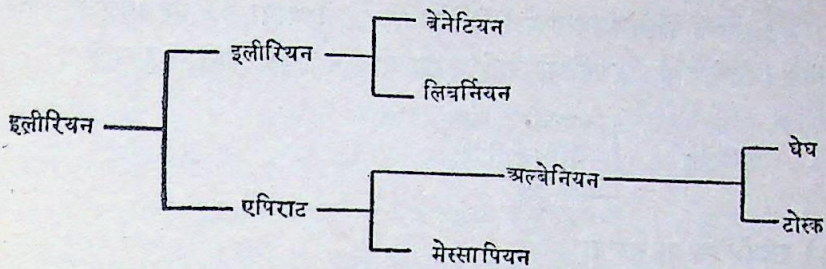 बेनेटियन
इलीरियन
लिबर्नियन
इलीरियन
घेघ
अल्बेनियन
एपिराट
टोस्क
मेस्सापियन